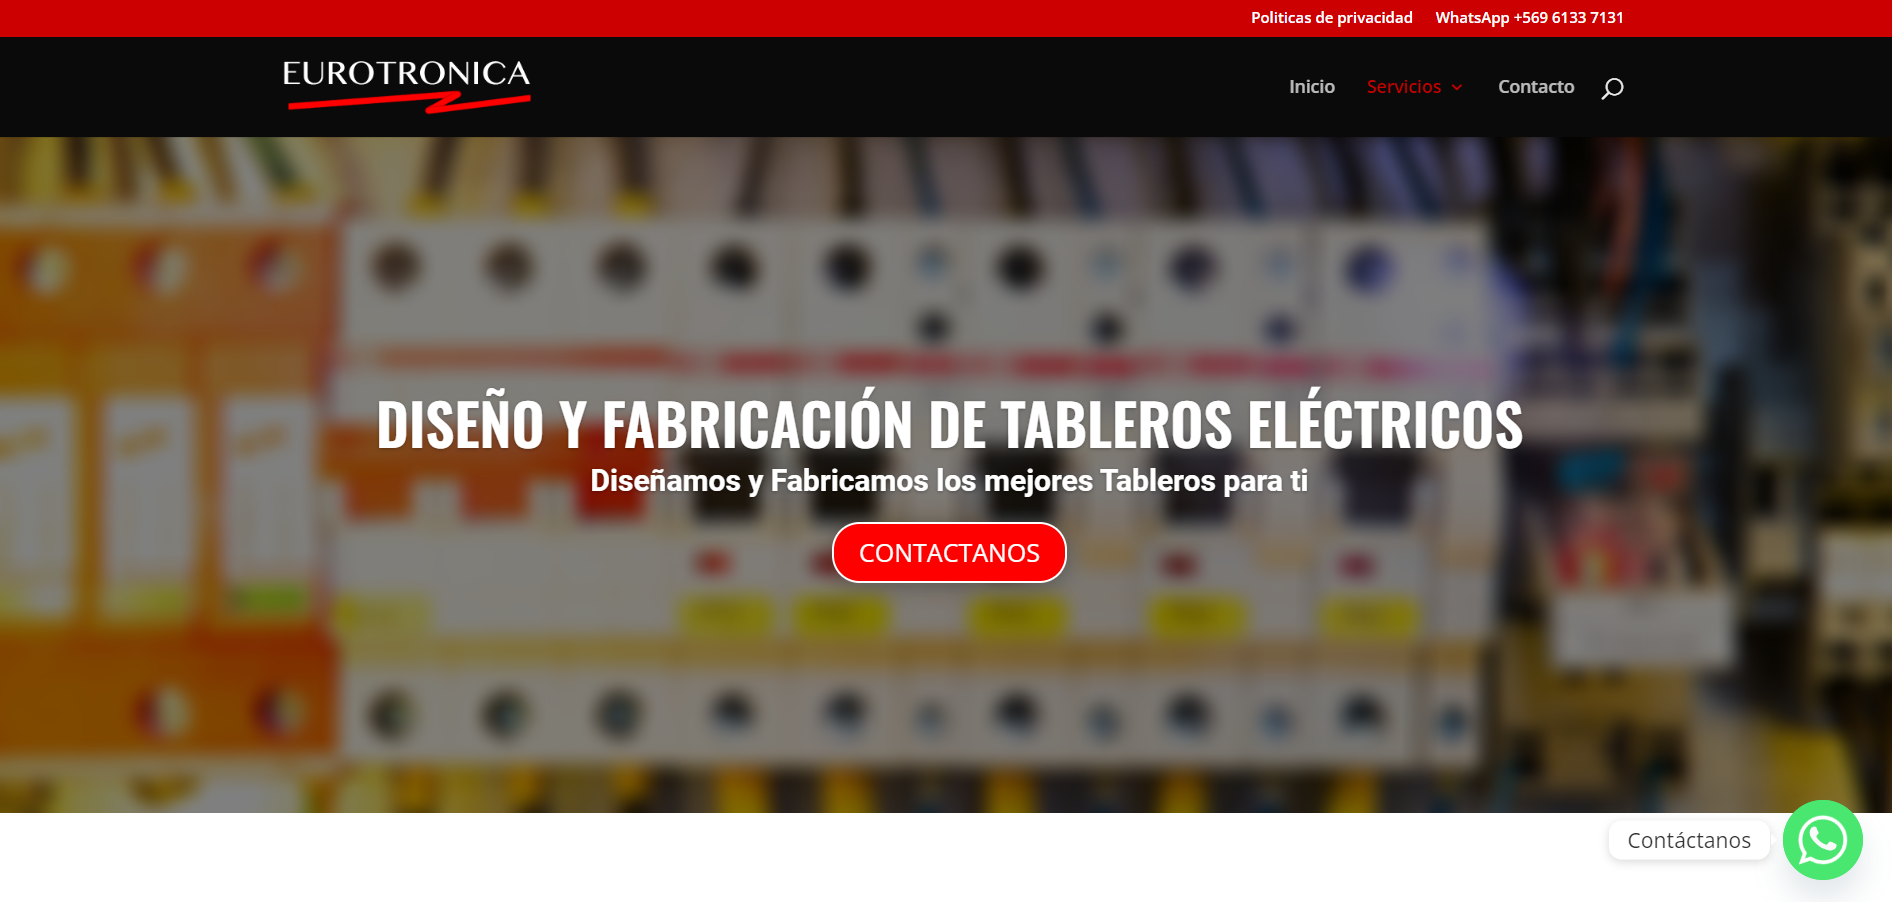 Politicas de privacidad WhatsApp +569 6133 7131
EUROTRONICA
Inicio Servicios Contacto
DISEÑO Y FABRICACIÓN DE TABLEROS ELÉCTRICOS
Diseñamos y Fabricamos los mejores Tableros para ti
CONTACTANOS
Contáctanos